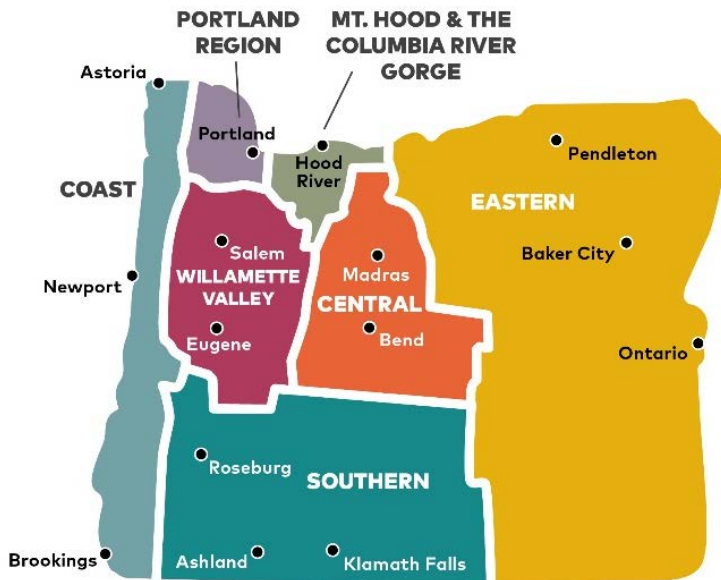 PORTLAND
REGION
MT. HOOD & THE
COLUMBIA RIVER
GORGE
Astoria
Portland
Hood
River
Pendleton
COAST
EASTERN
Salem
Madras
Baker City
WILLAMETTE
VALLEY
Newport
CENTRAL
Eugene
Bend
Ontario
Roseburg
SOUTHERN
Brookings
Ashland
Klamath Falls